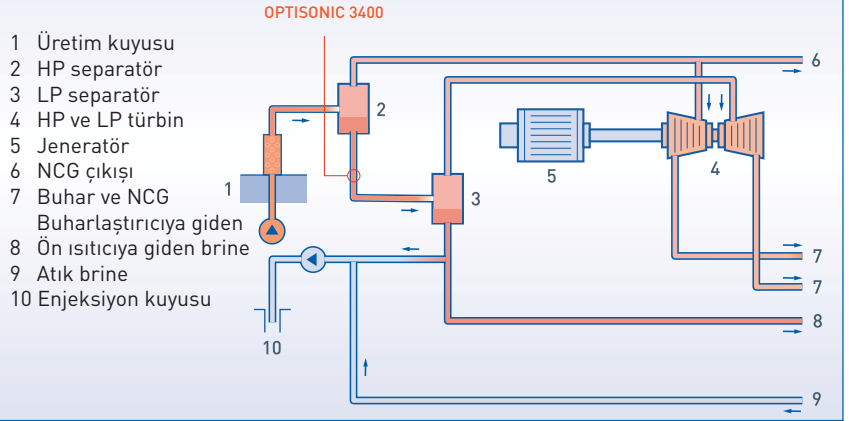 OPTISONIC 3400
1 Üretim kuyusu
2 HP separatör
3 LP separatör
4 HP ve LP türbin
5 Jeneratör
6 NCG çıkışı
7 Buhar ve NCG
Buharlaştırıcıya giden
8 Ön ısıtıcıya giden brine
9 Atık brine
10 Enjeksiyon kuyusu
6
2
5
4
1
3
7
7
8
10
9